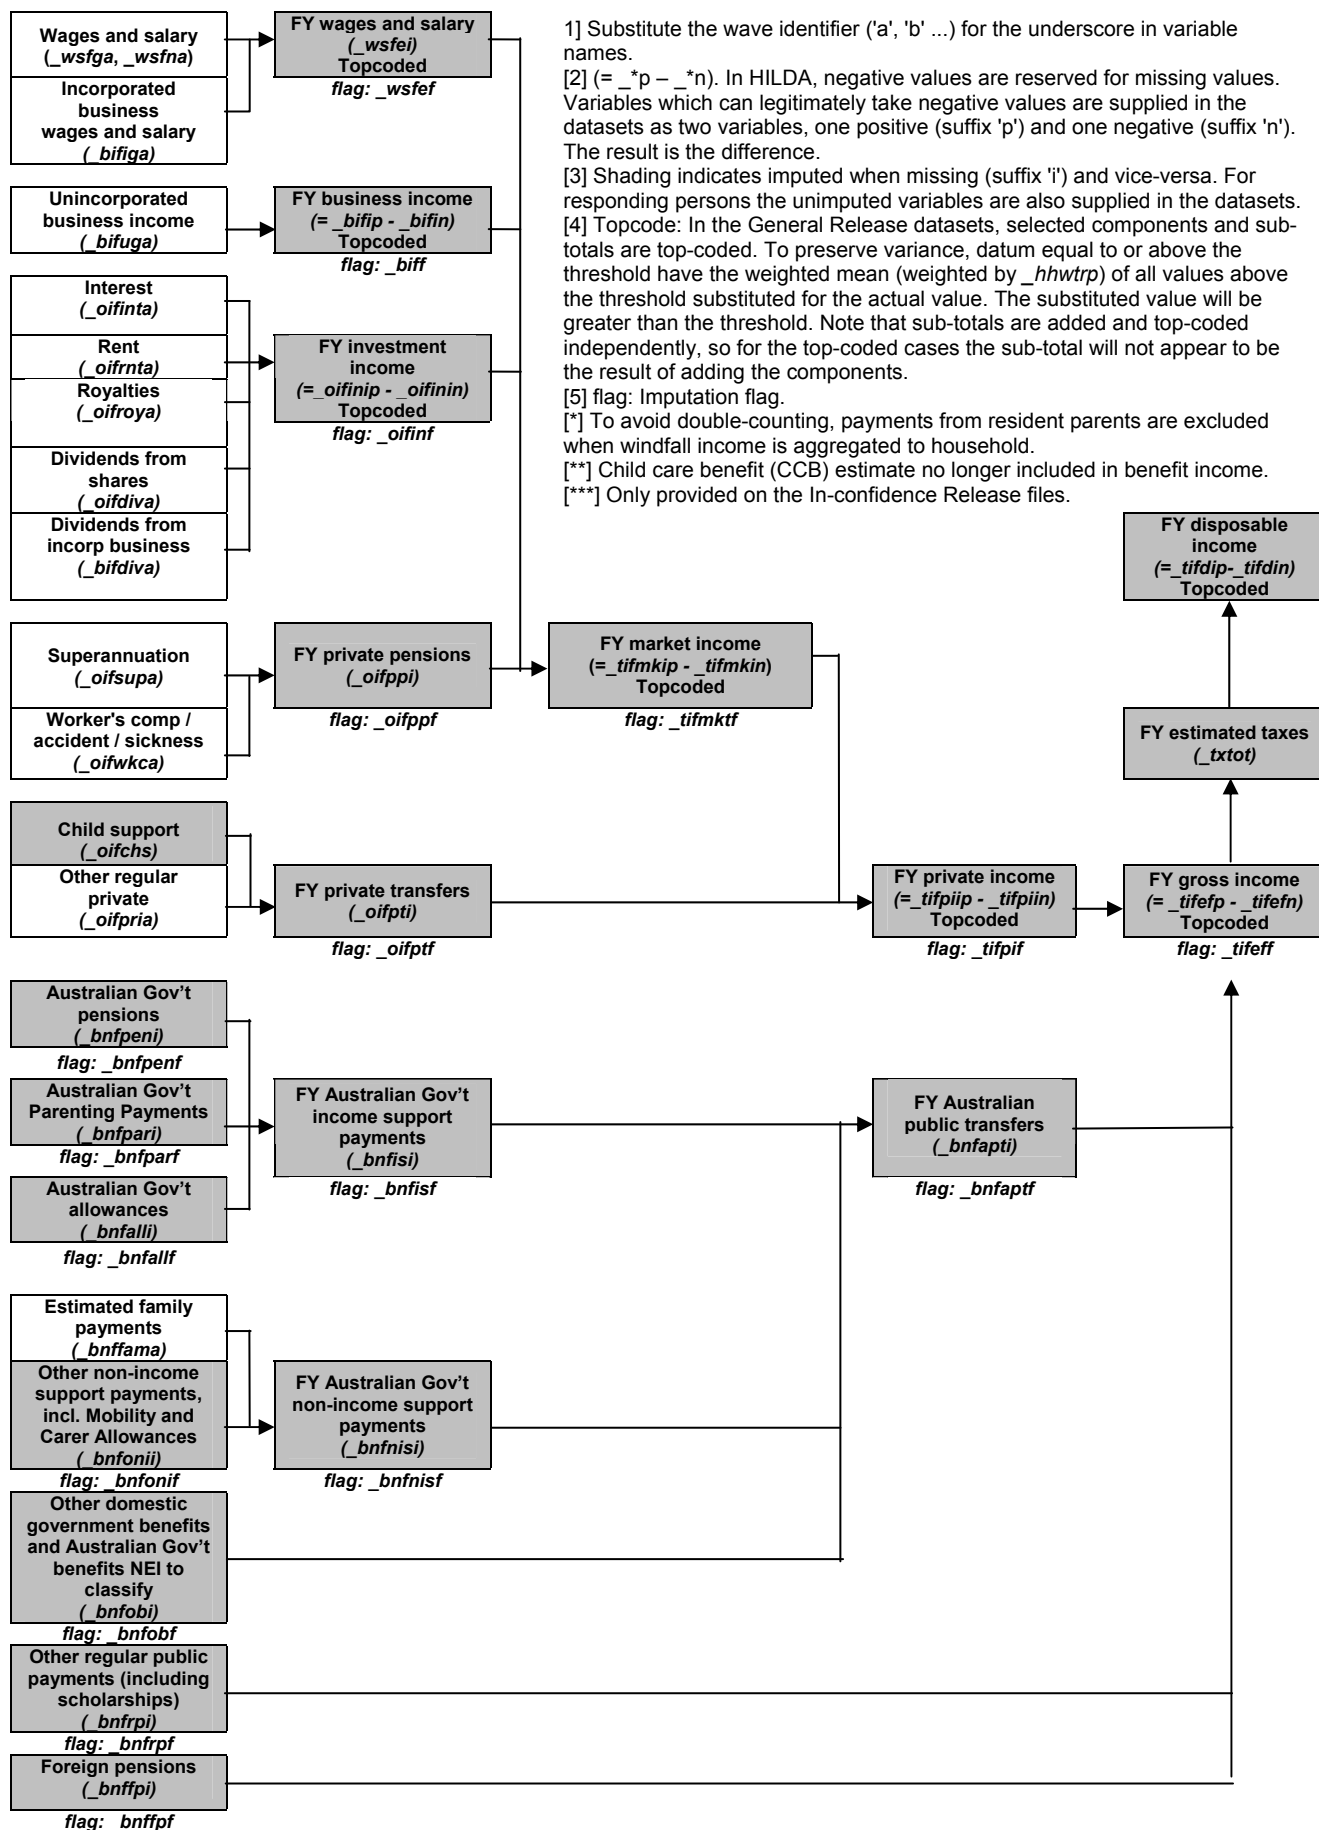 Wages and salary
(_wsfga, _wsfna)
Incorporated
business
wages and salary
(_bifiga)
FY wages and salary
(_wsfei)
Topcoded
flag: _wsfef
1] Substitute the wave identifier ('a', 'b' ...) for the underscore in variable
names.
[2] (= _*p – _*n). In HILDA, negative values are reserved for missing values.
Variables which can legitimately take negative values are supplied in the
datasets as two variables, one positive (suffix 'p') and one negative (suffix 'n').
The result is the difference.
[3] Shading indicates imputed when missing (suffix 'i') and vice-versa. For
responding persons the unimputed variables are also supplied in the datasets.
[4] Topcode: In the General Release datasets, selected components and sub-
totals are top-coded. To preserve variance, datum equal to or above the
threshold have the weighted mean (weighted by _hhwtrp) of all values above
the threshold substituted for the actual value. The substituted value will be
greater than the threshold. Note that sub-totals are added and top-coded
independently, so for the top-coded cases the sub-total will not appear to be
the result of adding the components.
[5] flag: Imputation flag.
[*] To avoid double-counting, payments from resident parents are excluded
when windfall income is aggregated to household.
[**] Child care benefit (CCB) estimate no longer included in benefit income.
[***] Only provided on the In-confidence Release files.
Unincorporated
business income
(_bifuga)
FY business income
(= _bifip - _bifin)
Topcoded
flag: _biff
Interest
(_oifinta)
Rent
(_oifrnta)
Royalties
(_oifroya)
Dividends from
shares
(_oifdiva)
Dividends from
incorp business
(_bifdiva)
FY investment
income
(=_oifinip - _oifinin)
Topcoded
flag: _oifinf
FY disposable
income
(=_tifdip-_tifdin)
Topcoded
Superannuation
(_oifsupa)
Worker's comp /
accident / sickness
(_oifwkca)
FY private pensions
(_oifppi)
flag: _oifppf
FY market income
(=_tifmkip - _tifmkin)
Topcoded
flag: _tifmktf
FY estimated taxes
(_txtot)
Child support
(_oifchs)
Other regular
private
(_oifpria)
FY private transfers
(_oifpti)
flag: _oifptf
FY private income
(=_tifpiip - _tifpiin)
Topcoded
flag: _tifpif
FY gross income
(= _tifefp - _tifefn)
Topcoded
flag: _tifeff
Australian Gov't
pensions
(_bnfpeni)
flag: _bnfpenf
Australian Gov't
Parenting Payments
(_bnfpari)
flag: _bnfparf
Australian Gov't
allowances
(_bnfalli)
flag: _bnfallf
FY Australian Gov't
income support
payments
(_bnfisi)
flag: _bnfisf
FY Australian
public transfers
(_bnfapti)
flag: _bnfaptf
Estimated family
payments
(_bnffama)
Other non-income
support payments,
incl. Mobility and
Carer Allowances
(_bnfonii)
flag: _bnfonif
FY Australian Gov't
non-income support
payments
(_bnfnisi)
flag: _bnfnisf
Other domestic
government benefits
and Australian Gov't
benefits NEI to
classify
(_bnfobi)
flag: _bnfobf
Other regular public
payments (including
scholarships)
(_bnfrpi)
flag: _bnfrpf
Foreign pensions
(_bnffpi)
flag: _bnffpf